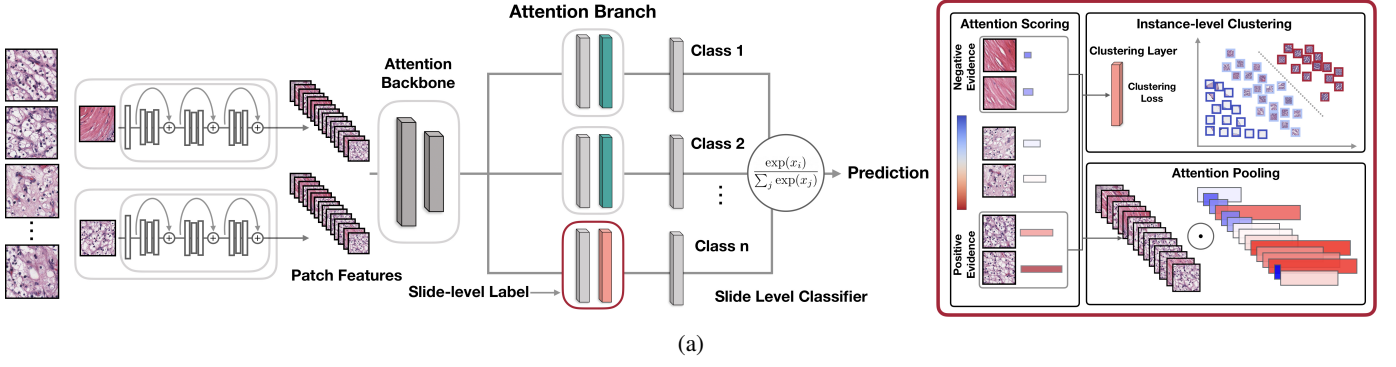 Attention Branch
Attention
Backbone
Class 1
Class 2
⋮
Class n
exp(x_i)
∑_j exp(x_j)
Prediction
Patch Features
Slide-level Label
Slide Level Classifier
Attention Scoring
Negative
Evidence
Positive
Evidence
Instance-level Clustering
Clustering Layer
Clustering
Loss
Attention Pooling
(a)